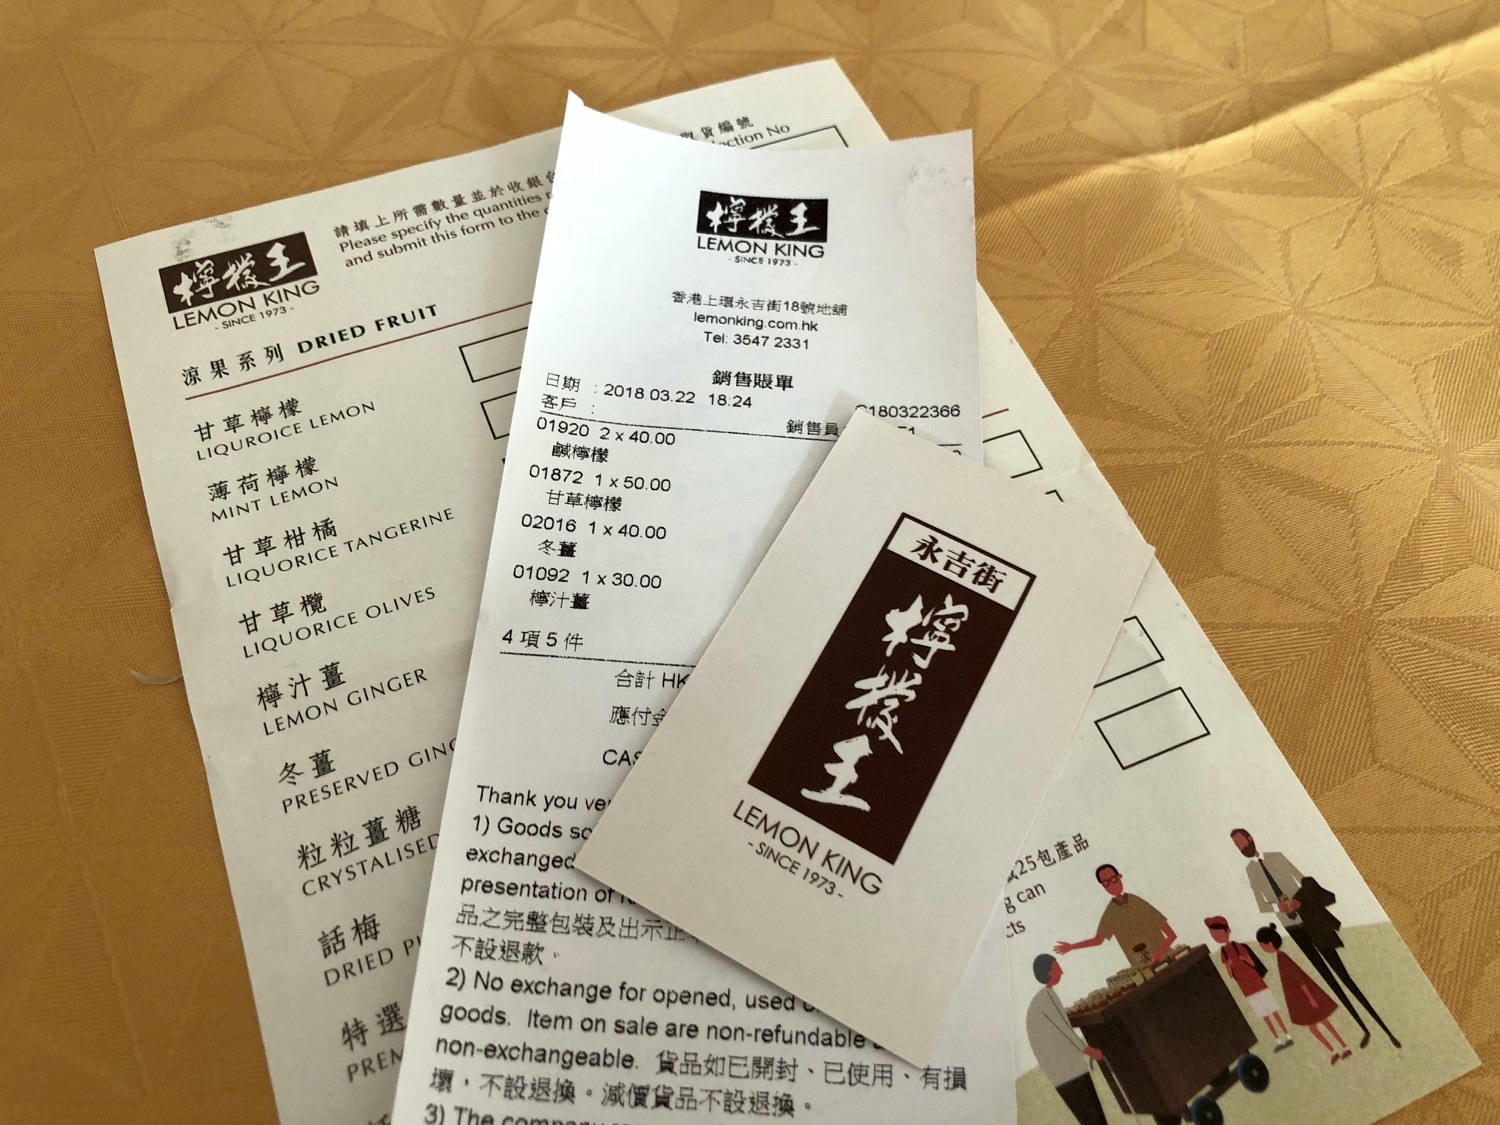 取貨編號
請填上所需數量並於收銀
Please specify the quantities
and submit this form to the
檸檬王
LEMON KING
- SINCE 1973 -
涼果系列 DRIED FRUIT
甘草檸檬
LIQUROICE LEMON
薄荷檸檬
MINT LEMON
甘草柑橘
LIQUORICE TANGERINE
甘草欖
LIQUORICE OLIVES
檸汁薑
LEMON GINGER
冬薑
PRESERVED
粒粒薑糖
CRYSTALISED
話梅
DRIED
特選
檸檬王
LEMON KING
- SINCE 1973 -
香港上環永吉街18號地舖
lemonking.com.hk
Tel: 3547 2331
銷售賬單
日期 : 2018.03.22 18:24
180322366
客戶 :
銷售員
01920 2 x 40.00
鹹檸檬
01872 1 x 50.00
甘草檸檬
02016 1 x 40.00
冬薑
01092 1 x 30.00
檸汁薑
4 項 5 件
合計
應付
Thank you
1) Goods
exchanged
presentation of
品之完整包裝及出示正
不設退款。
2) No exchange for opened, used
goods. Item on sale are non-refundable
non-exchangeable. 貨品如已開封、已使用、有損
壞，不設退換。減價貨品不設退換。
3) The company
永吉街
檸檬王
LEMON KING
- SINCE 1973 -
25包產品
can